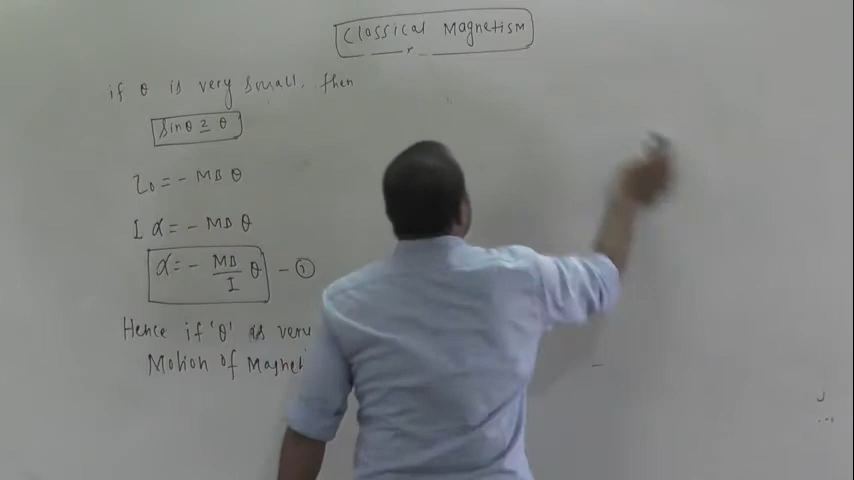 Classical Magnetism
if θ is very small, then
sinθ ≃ θ
τ₀ = - MB θ
I α = - MB θ
α = - MB/I θ - ①
Hence if 'θ' is very
Motion of Magnet